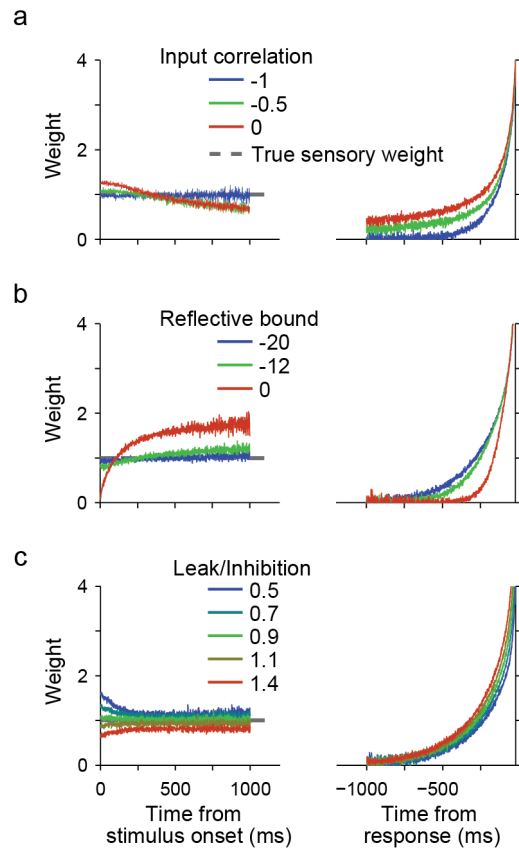 a
Input correlation
-1
-0.5
0
True sensory weight
4
2
0
Weight
b
Reflective bound
-20
-12
0
4
2
0
Weight
c
Leak/Inhibition
0.5
0.7
0.9
1.1
1.4
4
2
0
Weight
0 500 1000
−1000 −500
Time from
stimulus onset (ms)
Time from
response (ms)